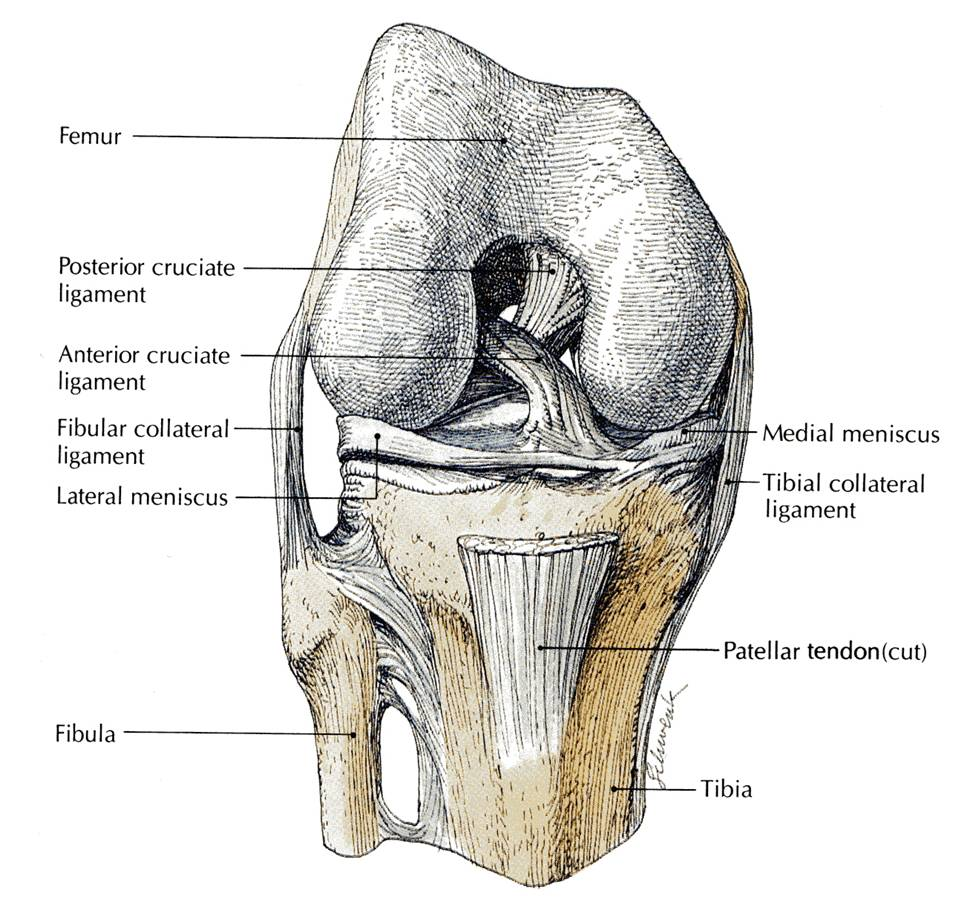 Femur
Posterior cruciate
ligament
Anterior cruciate
ligament
Fibular collateral
ligament
Lateral meniscus
Medial meniscus
Tibial collateral
ligament
Patellar tendon(cut)
Fibula
Tibia